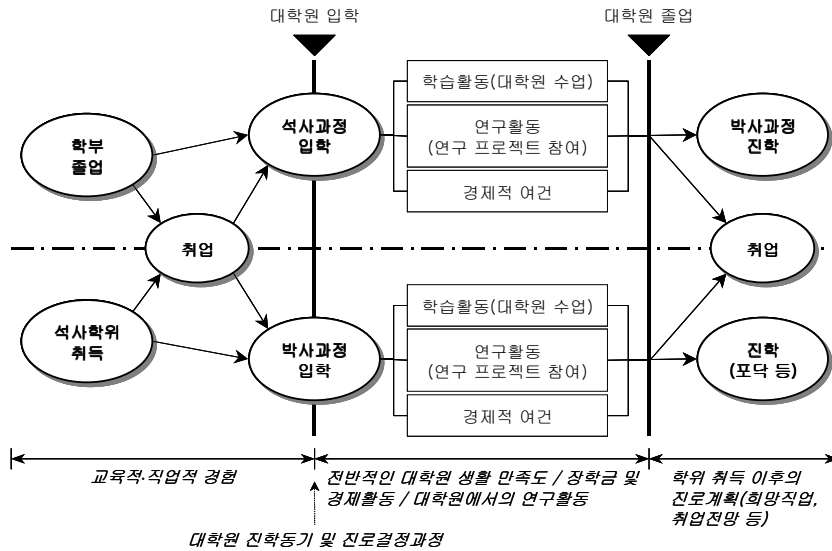 대학원 입학
대학원 졸업
학부
졸업
석사과정
입학
학습활동(대학원 수업)
연구활동
(연구 프로젝트 참여)
경제적 여건
박사과정
진학
취업
취업
석사학위
취득
박사과정
입학
학습활동(대학원 수업)
연구활동
(연구 프로젝트 참여)
경제적 여건
진학
(포닥 등)
교육적·직업적 경험
전반적인 대학원 생활 만족도 / 장학금 및
경제활동 / 대학원에서의 연구활동
학위 취득 이후의
진로계획(희망직업,
취업전망 등)
대학원 진학동기 및 진로결정과정